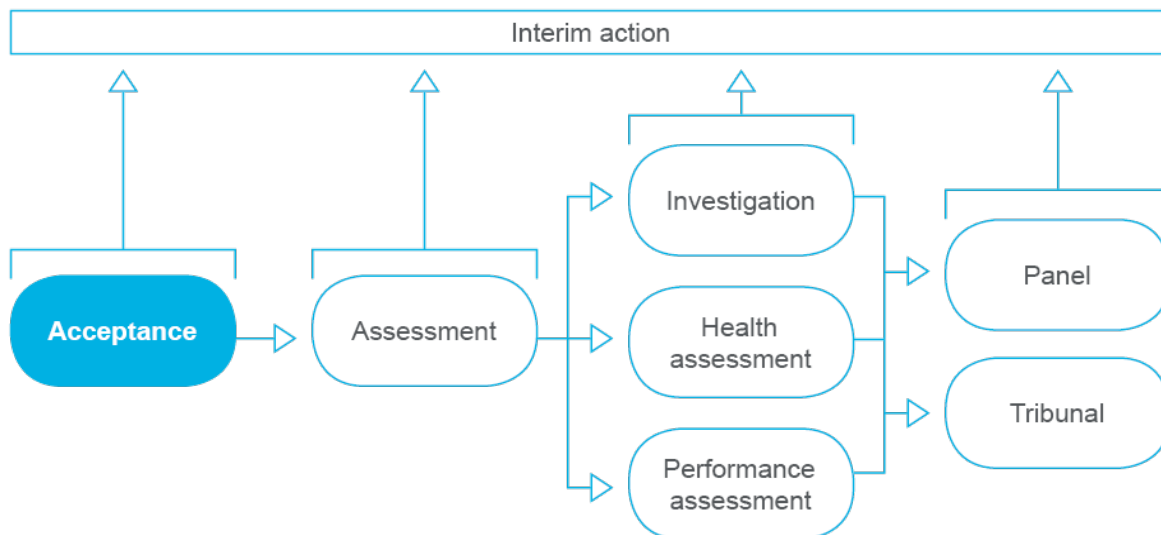 Interim action
Acceptance
Assessment
Investigation
Health
assessment
Performance
assessment
Panel
Tribunal